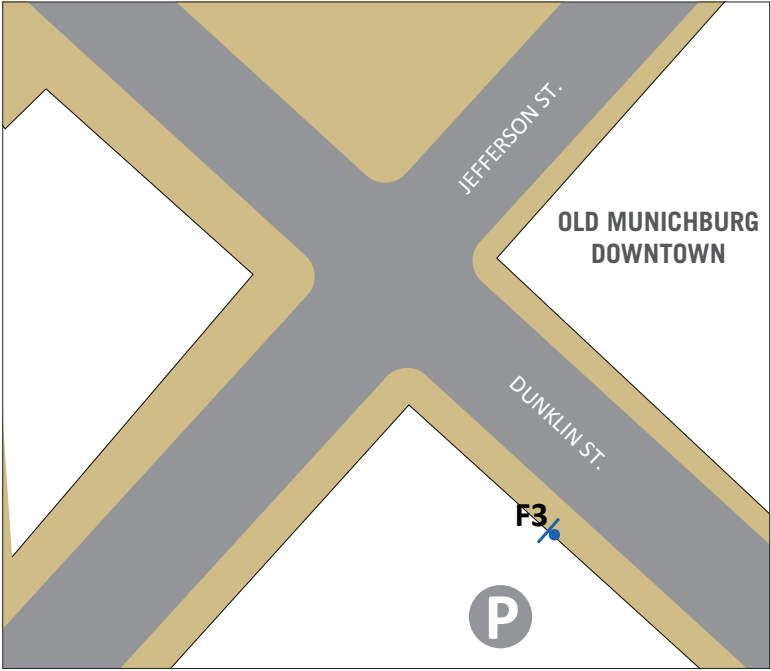 JEFFERSON ST.
OLD MUNICHBURG
DOWNTOWN
DUNKLIN ST.
F3
P